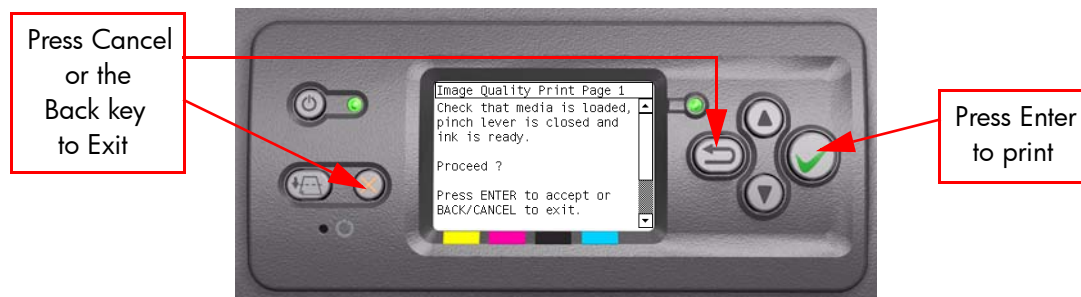 Press Cancel
or the
Back key
to Exit
Image Quality Print Page 1
Check that media is loaded,
pinch lever is closed and
ink is ready.
Proceed ?
Press ENTER to accept or
BACK/CANCEL to exit.
Press Enter
to print